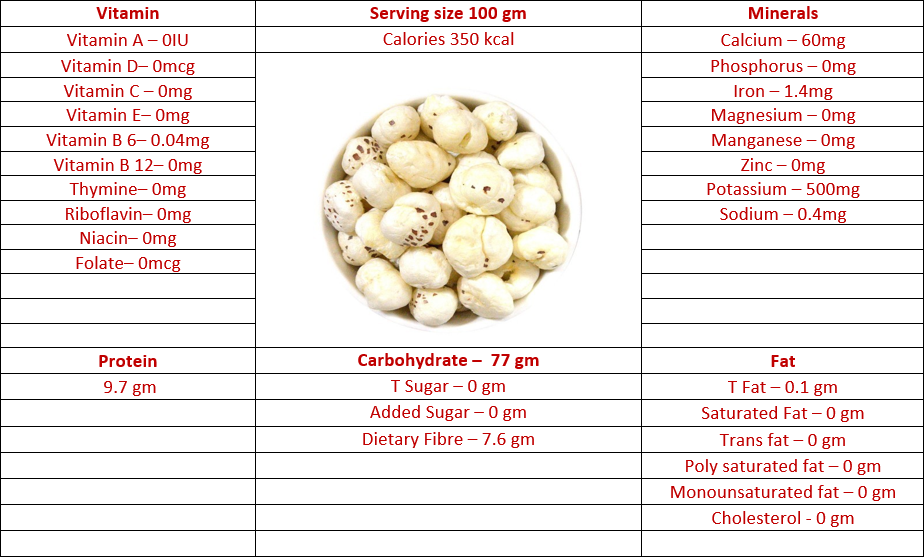 Vitamin Serving size 100 gm Minerals
Vitamin A – 0IU Calories 350 kcal Calcium – 60mg
Vitamin D– 0mcg Phosphorus – 0mg
Vitamin C – 0mg Iron – 1.4mg
Vitamin E– 0mg Magnesium – 0mg
Vitamin B 6– 0.04mg Manganese – 0mg
Vitamin B 12– 0mg Zinc – 0mg
Thymine– 0mg Potassium – 500mg
Riboflavin– 0mg Sodium – 0.4mg
Niacin– 0mg
Folate– 0mcg
Protein Carbohydrate – 77 gm Fat
9.7 gm T Sugar – 0 gm T Fat – 0.1 gm
Added Sugar – 0 gm Saturated Fat – 0 gm
Dietary Fibre – 7.6 gm Trans fat – 0 gm
Poly saturated fat – 0 gm
Monounsaturated fat – 0 gm
Cholesterol - 0 gm